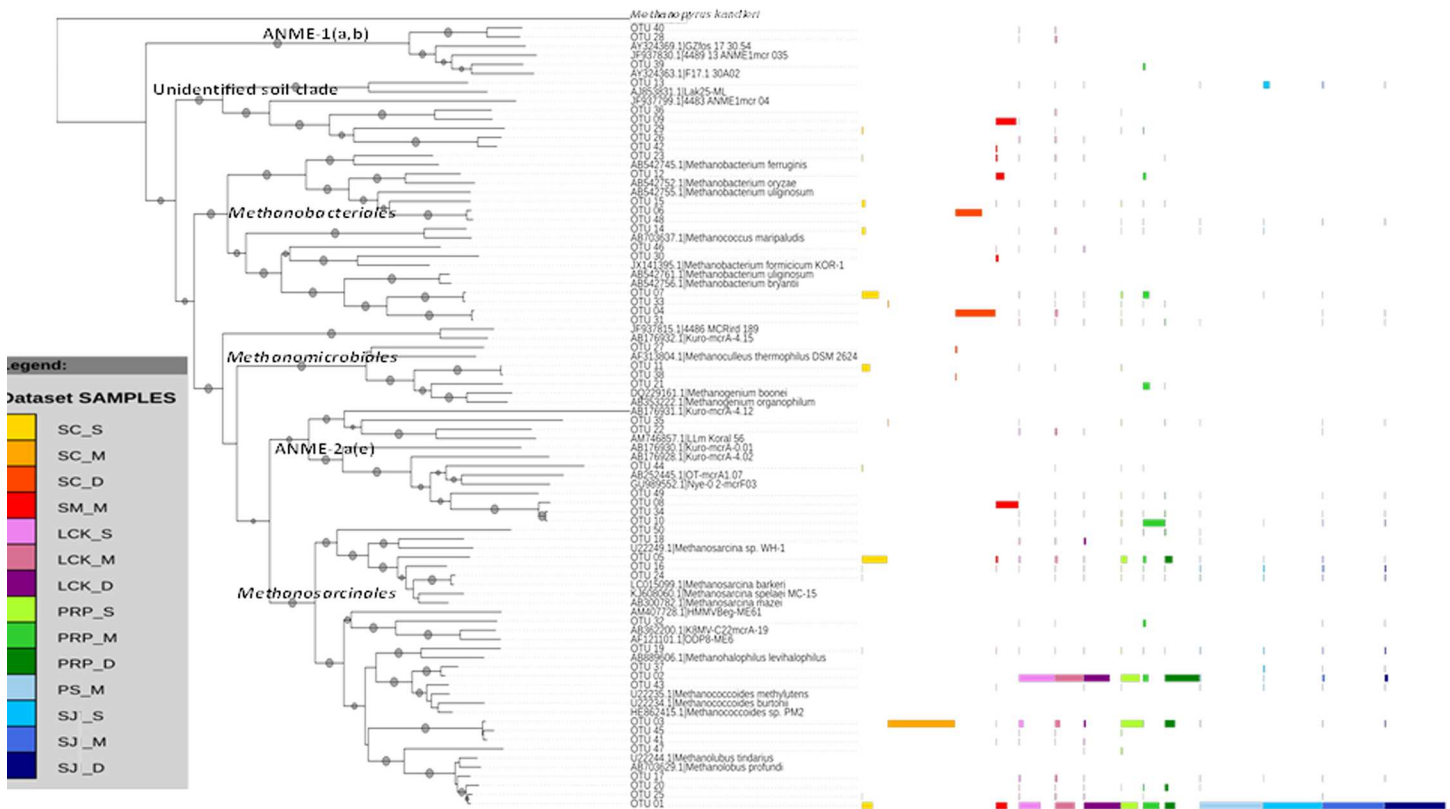 Methanopyrus kandleri
OTU 40
ANME-1(a,b)
OTU 28
AY324369.1|GZfos 17 30.54
JF937830.1|4489 13 ANME1mcr 035
OTU 39
AY324363.1|F17.1 30A02
OTU 13
Unidentified soil clade
AJ853831.1|Lak25-ML
JF937799.1|4483 ANME1mcr 04
OTU 36
OTU 09
OTU 29
OTU 26
OTU 42
OTU 23
AB542745.1|Methanobacterium ferruginis
OTU 12
AB542752.1|Methanobacterium oryzae
AB542755.1|Methanobacterium uliginosum
OTU 15
Methanobacteriales
OTU 06
OTU 48
OTU 14
AB703637.1|Methanococcus maripaludis
OTU 46
OTU 30
JX141395.1|Methanobacterium formicicum KOR-1
AB542761.1|Methanobacterium uliginosum
AB542756.1|Methanobacterium bryantii
OTU 07
OTU 33
OTU 04
OTU 31
JF937815.1|4486 MCRird 189
AB176932.1|Kuro-mcrA-4.15
OTU 27
Methanomicrobiales
AF313804.1|Methanoculleus thermophilus DSM 2624
OTU 11
OTU 38
OTU 21
DQ229161.1|Methanogenium boonei
AB353222.1|Methanogenium organophilum
AB176931.1|Kuro-mcrA-4.12
OTU 35
OTU 22
AM746857.1|LLm Koral 56
ANME-2a(e)
AB176930.1|Kuro-mcrA-0.01
AB176928.1|Kuro-mcrA-4.02
OTU 44
AB252445.1|OT-mcrA1.07
GU989552.1|Nye-0 2-mcrF03
OTU 49
OTU 08
OTU 34
OTU 10
OTU 50
OTU 18
U22249.1|Methanosarcina sp. WH-1
OTU 05
OTU 16
OTU 24
LC015099.1|Methanosarcina barkeri
Methanosarcinales
KJ608060.1|Methanosarcina spelaei MC-15
AB300782.1|Methanosarcina mazei
AM407728.1|HMMVBeg-ME61
OTU 32
AB362200.1|K8MV-C22mcrA-19
AF121101.1|ODP8-ME6
OTU 19
AB889606.1|Methanohalophilus levihalophilus
OTU 37
OTU 02
OTU 43
U22235.1|Methanococcoides methylutens
U22234.1|Methanococcoides burtonii
HE862415.1|Methanococcoides sp. PM2
OTU 03
OTU 45
OTU 41
OTU 47
U22244.1|Methanolobus tindarius
AB703629.1|Methanolobus profundi
OTU 17
OTU 20
OTU 25
OTU 01
Legend:
Dataset SAMPLES
SC_S
SC_M
SC_D
SM_M
LCK_S
LCK_M
LCK_D
PRP_S
PRP_M
PRP_D
PS_M
SJ_S
SJ_M
SJ_D